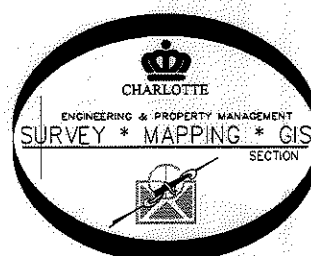 CHARLOTTE
ENGINEERING & PROPERTY MANAGEMENT
SURVEY * MAPPING * GIS
SECTION